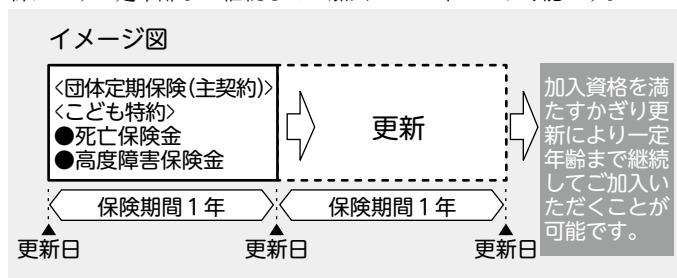 イメージ図
<団体定期保険(主契約)>
<こども特約>
●死亡保険金
●高度障害保険金
更新
加入資格を満
たすかぎり更
新により一定
年齢まで継続
してご加入い
ただくことが
可能です。
保険期間1年
保険期間1年
更新日
更新日
更新日